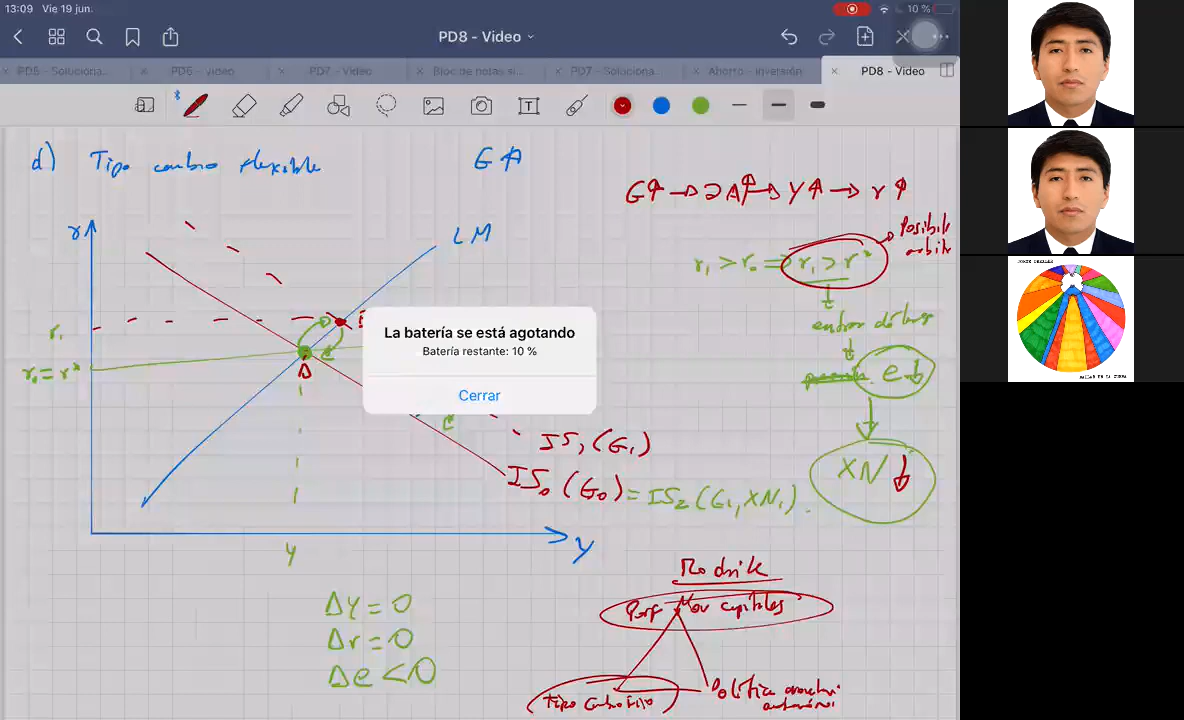 13:09 Vie 19 jun.
10 %
PD8 - Video
PD5 - Soluciona...
PD6 - video
PD7 - Video
Bloc de notas si...
PD7 - Soluciona...
Ahorro - inversión
PD8 - Video
d) Tipo cambio flexible
G↑
G↑ → DA↑ → Y↑ → r↑
Posibili
arbit
r₁ > r₀ ⇒ r₁ > r*
r
LM
r₁
entran dólares
La batería se está agotando
Batería restante: 10 %
Cerrar
r₀ = r*
A
e↓
IS₁ (G₁)
IS₀ (G₀) = IS₂ (G₁, XN₁).
XN↓
Y
y
Rodrik
Perf Mov capitales
ΔY = 0
Δr = 0
Δe < 0
Tipo Cambio Fijo
Política monetari